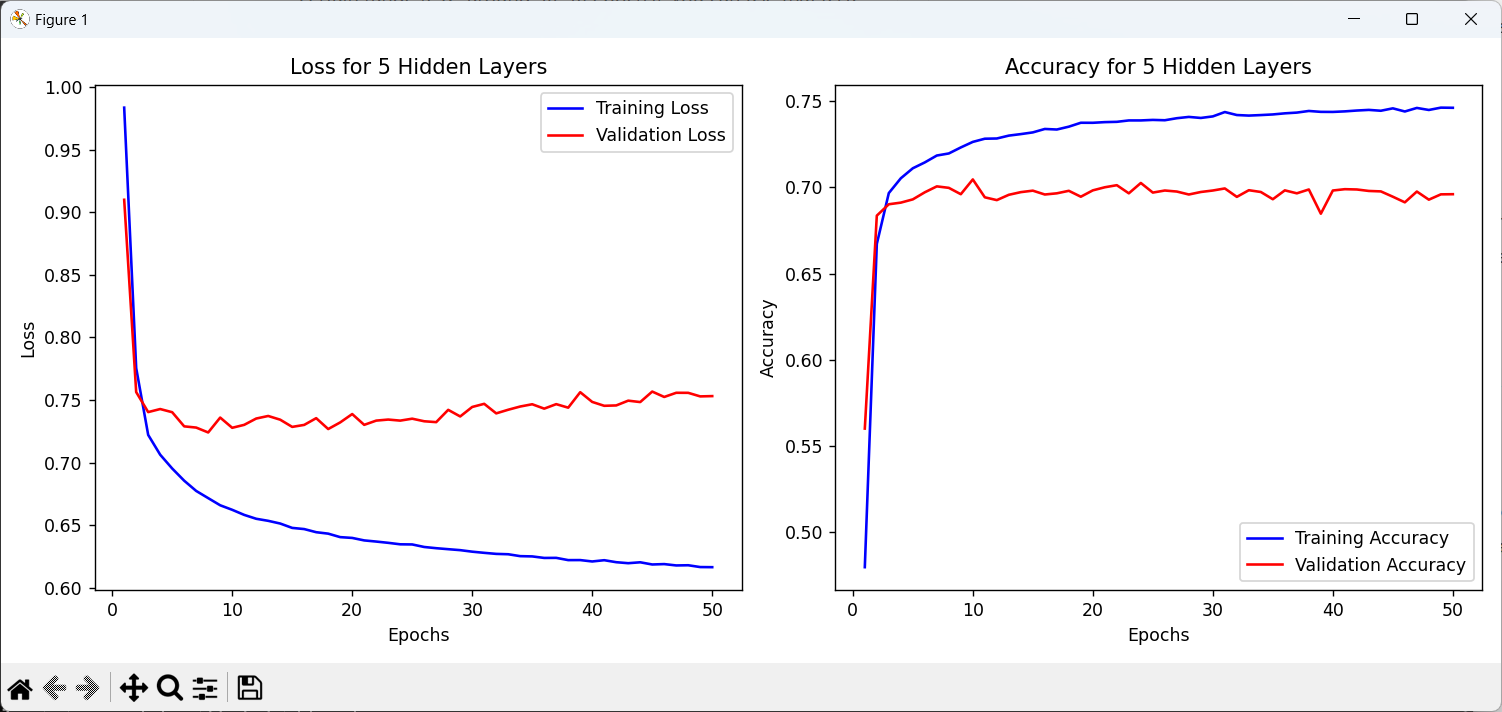 Figure 1
Loss for 5 Hidden Layers
1.00
0.95
0.90
0.85
0.80
0.75
0.70
0.65
0.60
Loss
Training Loss
Validation Loss
0 10 20 30 40 50
Epochs
Accuracy for 5 Hidden Layers
0.75
0.70
0.65
0.60
0.55
0.50
Accuracy
Training Accuracy
Validation Accuracy
0 10 20 30 40 50
Epochs